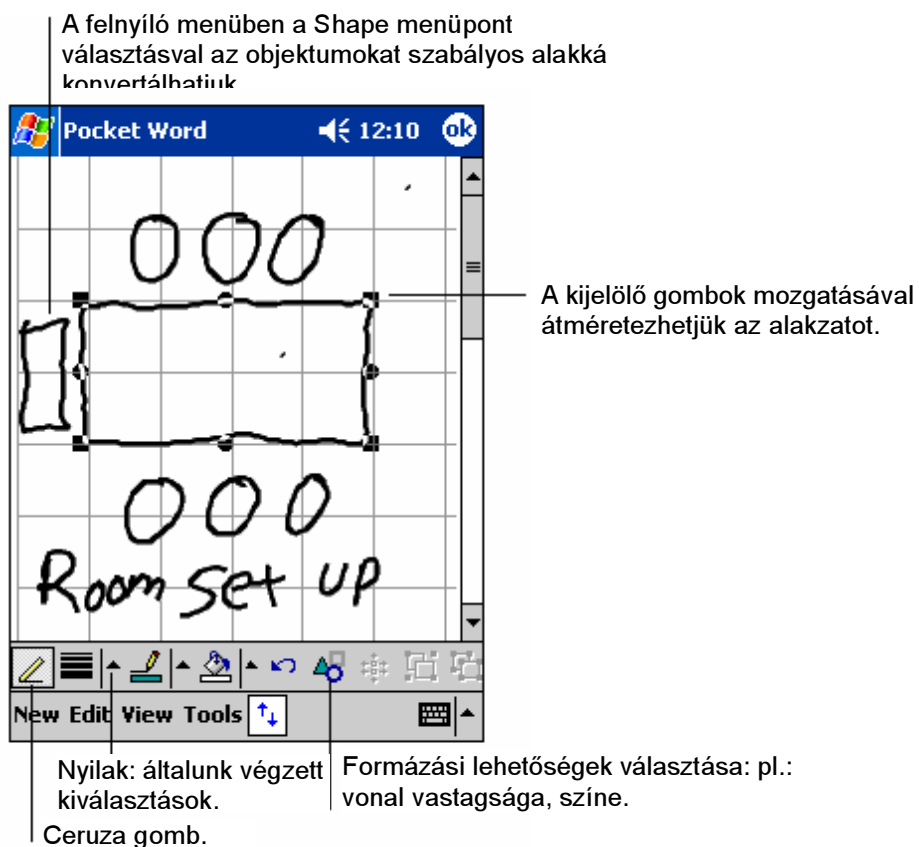 A felnyíló menüben a Shape menüpont
választásval az objektumokat szabályos alakká
konvertálhatjuk
Pocket Word 12:10 ok
A kijelölő gombok mozgatásával
átméretezhetjük az alakzatot.
Room set up
New Edit View Tools
Nyilak: általunk végzett
kiválasztások.
Formázási lehetőségek választása: pl.:
vonal vastagsága, színe.
Ceruza gomb.